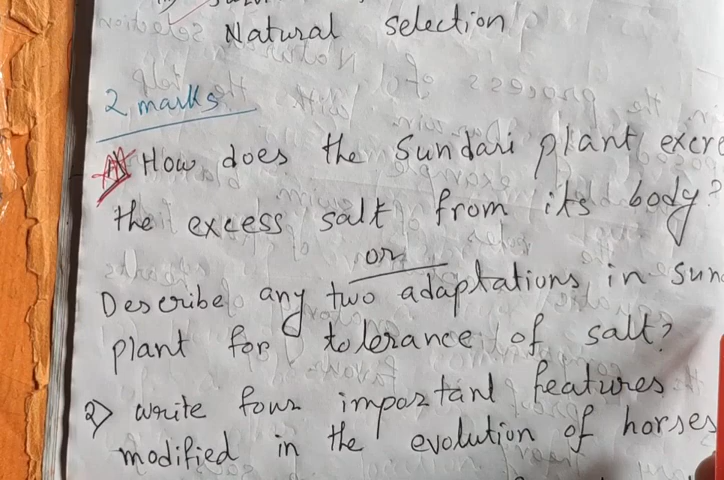 Natural selection
2 marks
1) How does the Sundari plant excre
the excess salt from its body?
or
Describe any two adaptations in Sun
plant for tolerance of salt?
2) write four important features
modified in the evolution of horses